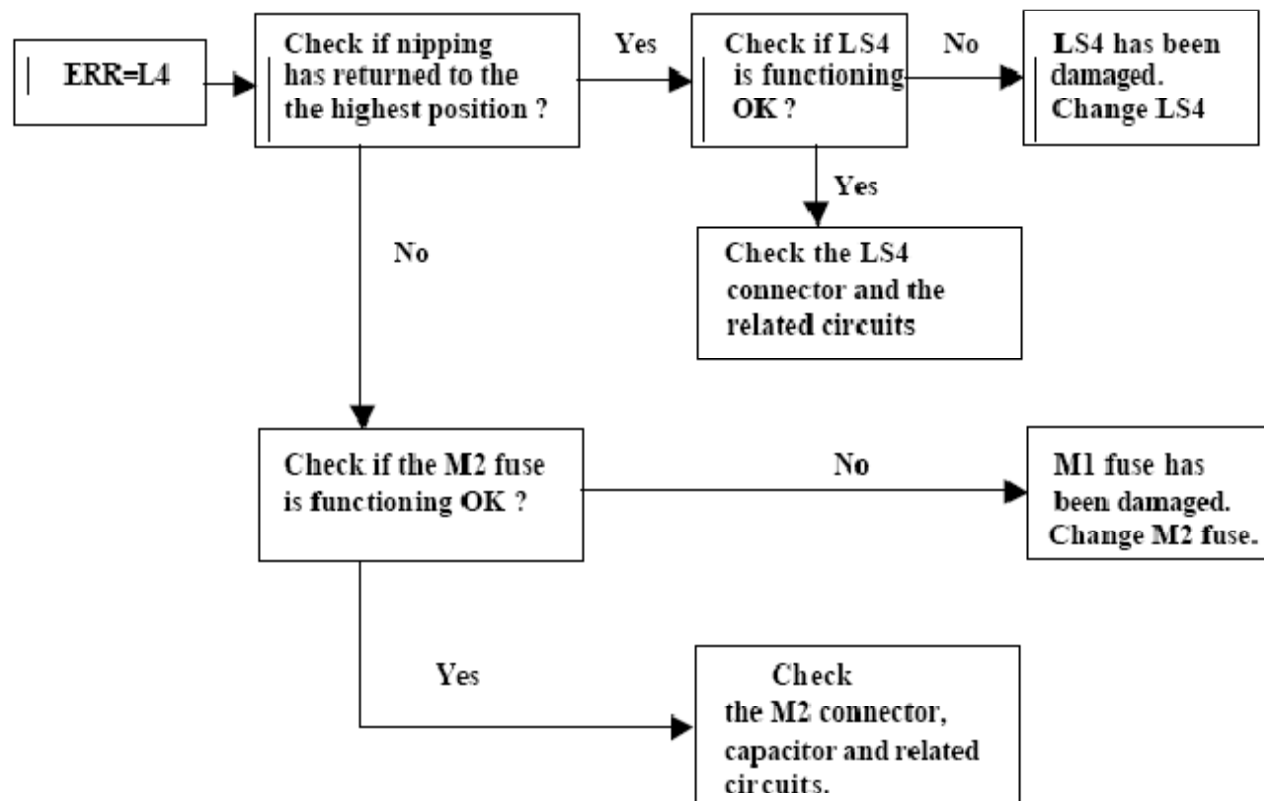 ERR=L4
Check if nipping
has returned to the
the highest position ?
Yes
Check if LS4
is functioning
OK ?
No
LS4 has been
damaged.
Change LS4
Yes
Check the LS4
connector and the
related circuits
No
Check if the M2 fuse
is functioning OK ?
No
M1 fuse has
been damaged.
Change M2 fuse.
Yes
Check
the M2 connector,
capacitor and related
circuits.